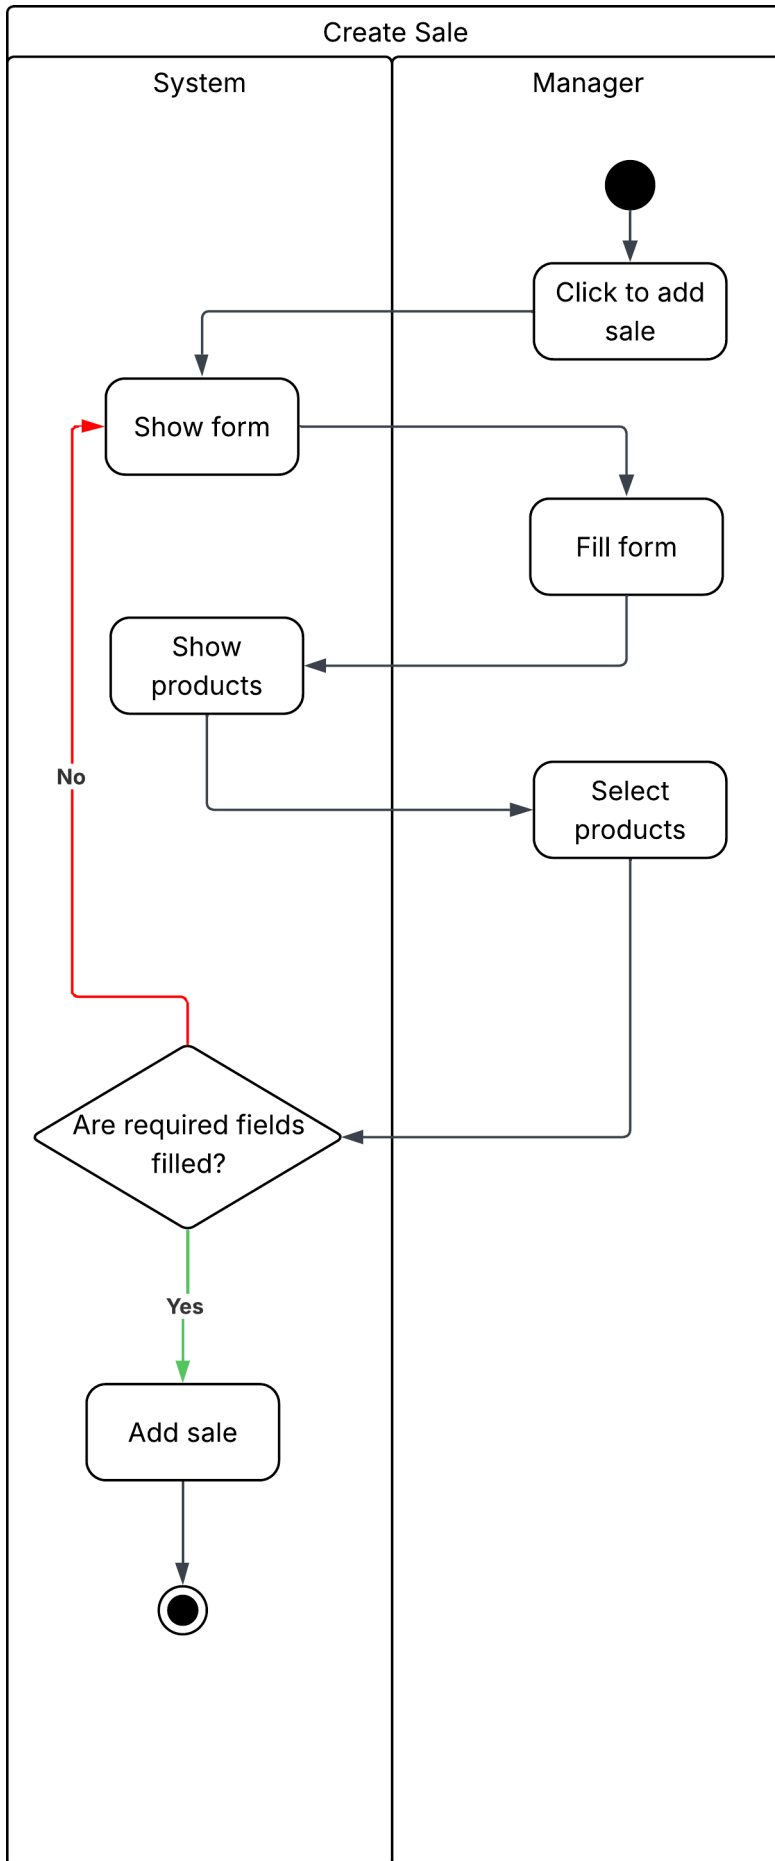 Create Sale
System
Manager
Click to add
sale
Show form
Fill form
Show
products
No
Select
products
Are required fields
filled?
Yes
Add sale